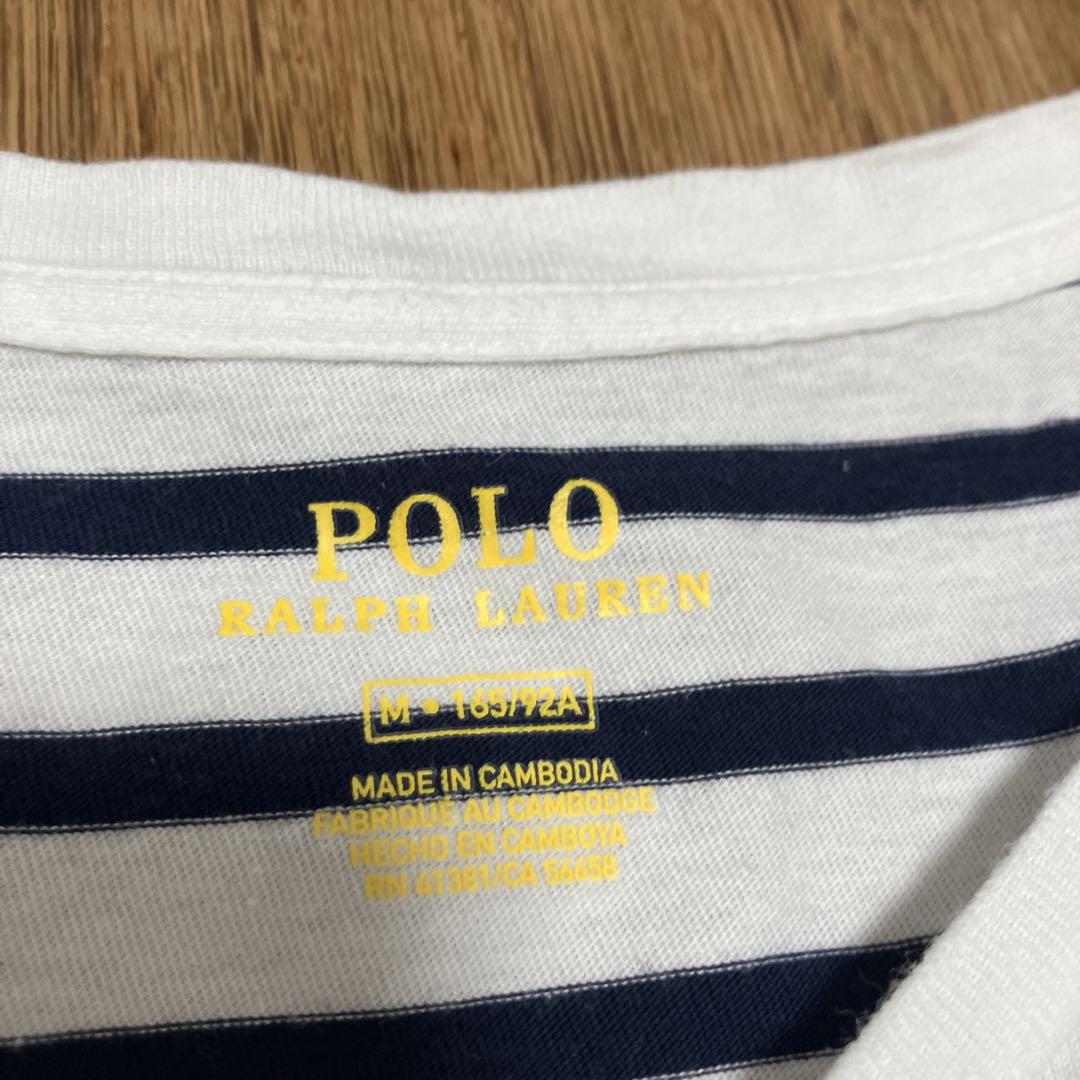 POLO
RALPH LAUREN
M • 165/92A
MADE IN CAMBODIA
FABRIQUÉ AU CAMBODGE
HECHO EN CAMBOYA
RN 41381/CA 56658